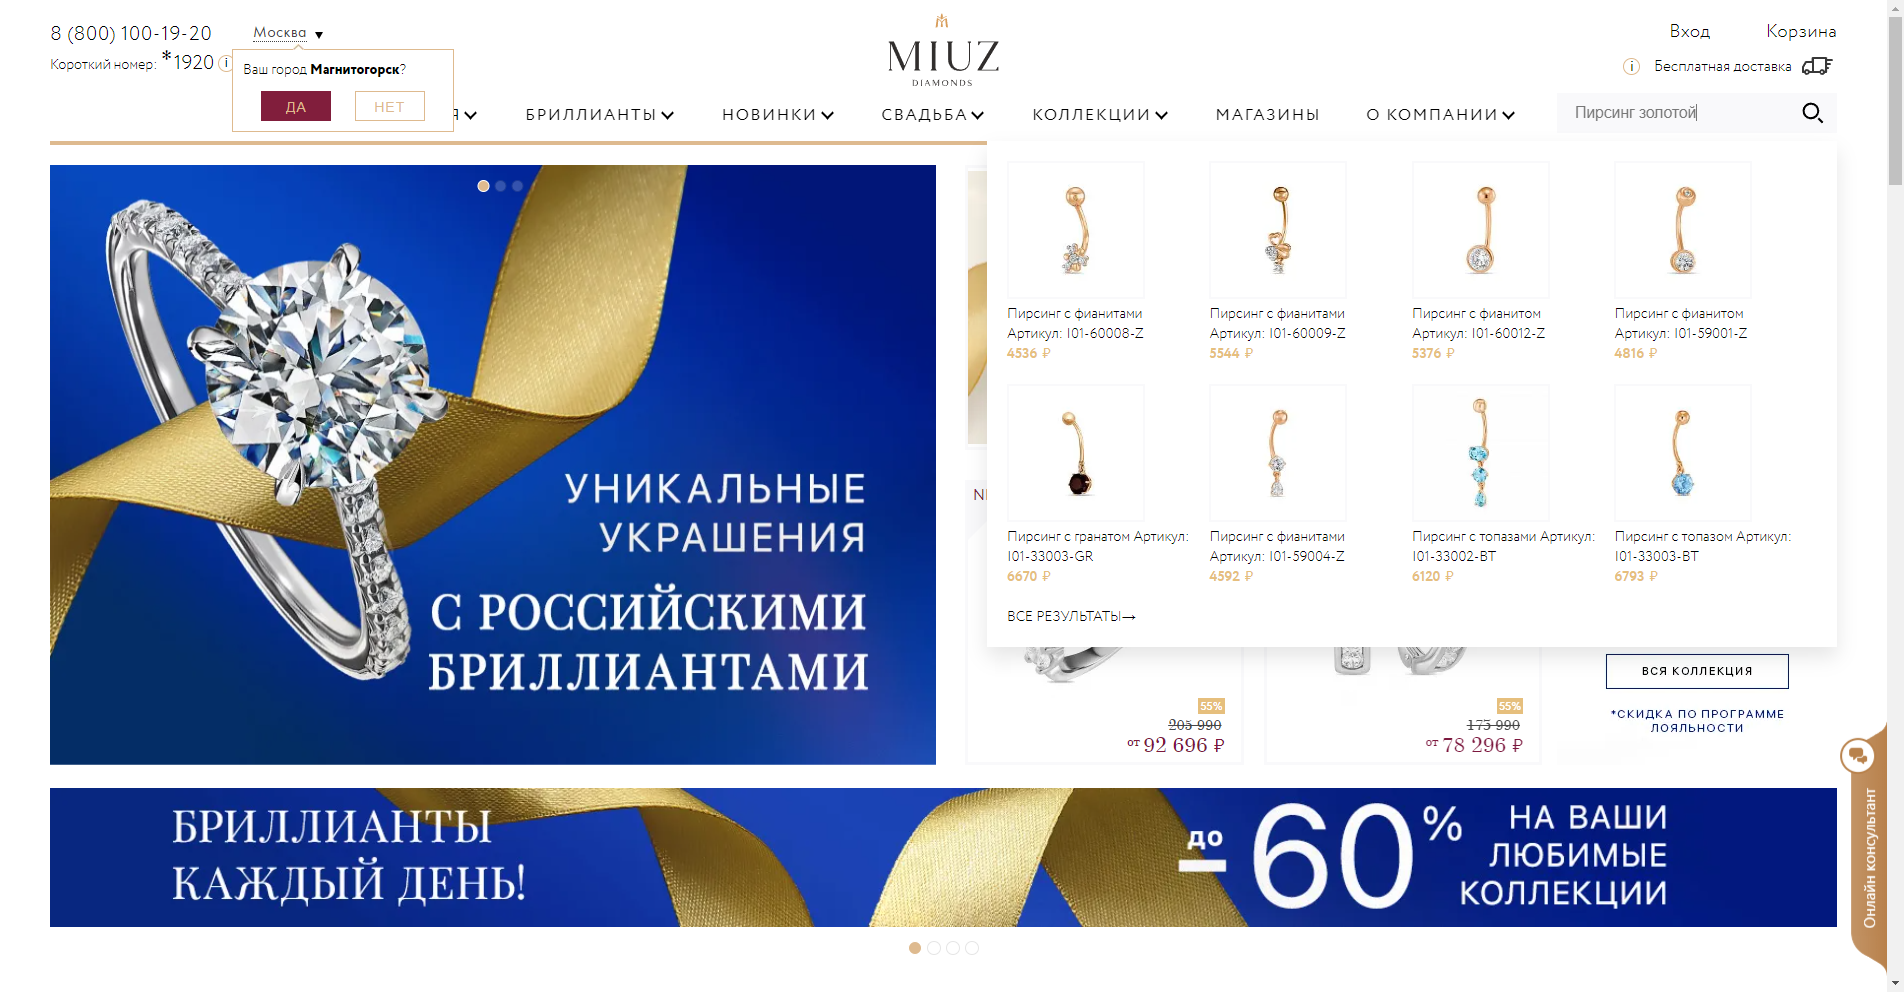 8 (800) 100-19-20
Москва ▼
Короткий номер: *1920 i
Ваш город Магнитогорск?
ДА
НЕТ
MIUZ
DIAMONDS
Вход
Корзина
i Бесплатная доставка
БРИЛЛИАНТЫ
НОВИНКИ
СВАДЬБА
КОЛЛЕКЦИИ
МАГАЗИНЫ
О КОМПАНИИ
Пирсинг золотой
УНИКАЛЬНЫЕ
УКРАШЕНИЯ
С РОССИЙСКИМИ
БРИЛЛИАНТАМИ
Пирсинг с фианитами
Артикул: I01-60008-Z
4536 ₽
Пирсинг с фианитами
Артикул: I01-60009-Z
5544 ₽
Пирсинг с фианитом
Артикул: I01-60012-Z
5376 ₽
Пирсинг с фианитом
Артикул: I01-59001-Z
4816 ₽
Пирсинг с гранатом Артикул:
I01-33003-GR
6670 ₽
Пирсинг с фианитами
Артикул: I01-59004-Z
4592 ₽
Пирсинг с топазами Артикул:
I01-33002-BT
6120 ₽
Пирсинг с топазом Артикул:
I01-33003-BT
6793 ₽
ВСЕ РЕЗУЛЬТАТЫ→
55%
205 990
от 92 696 ₽
55%
173 990
от 78 296 ₽
ВСЯ КОЛЛЕКЦИЯ
*СКИДКА ПО ПРОГРАММЕ
ЛОЯЛЬНОСТИ
Онлайн консультант
БРИЛЛИАНТЫ
КАЖДЫЙ ДЕНЬ!
до
–60%
НА ВАШИ
ЛЮБИМЫЕ
КОЛЛЕКЦИИ